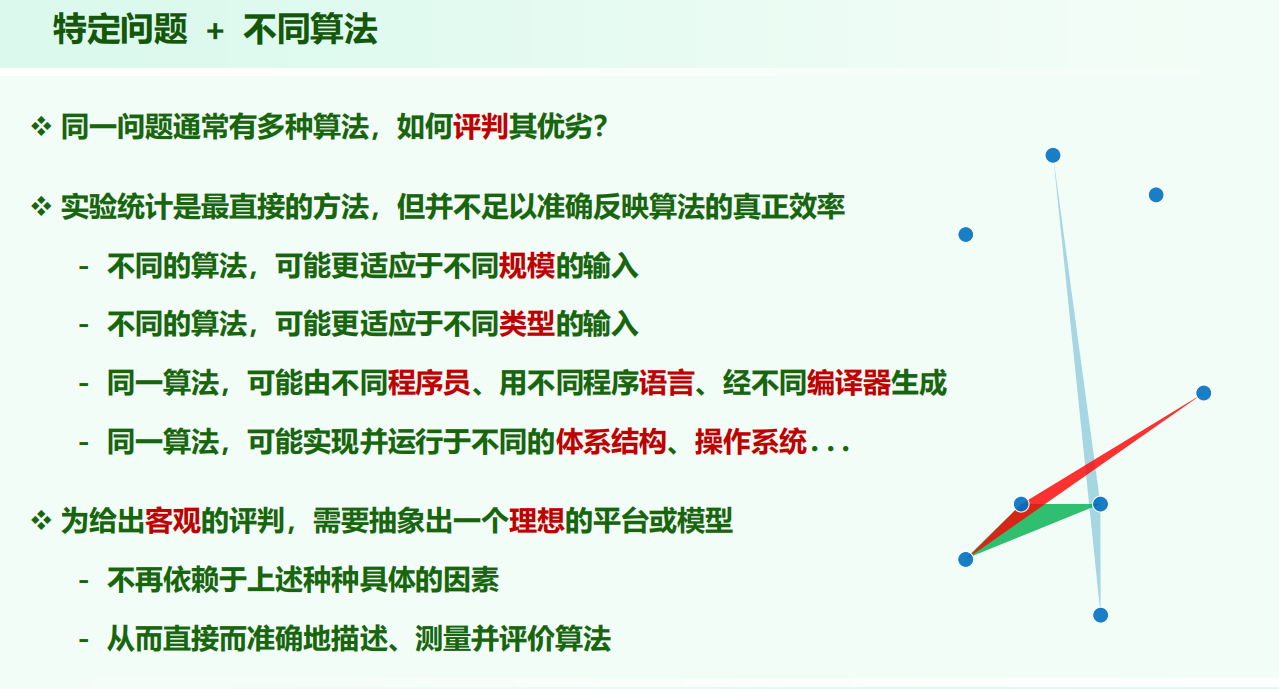 特定问题 + 不同算法
❖ 同一问题通常有多种算法，如何评判其优劣？
❖ 实验统计是最直接的方法，但并不足以准确反映算法的真正效率
- 不同的算法，可能更适应于不同规模的输入
- 不同的算法，可能更适应于不同类型的输入
- 同一算法，可能由不同程序员、用不同程序语言、经不同编译器生成
- 同一算法，可能实现并运行于不同的体系结构、操作系统...
❖ 为给出客观的评判，需要抽象出一个理想的平台或模型
- 不再依赖于上述种种具体的因素
- 从而直接而准确地描述、测量并评价算法